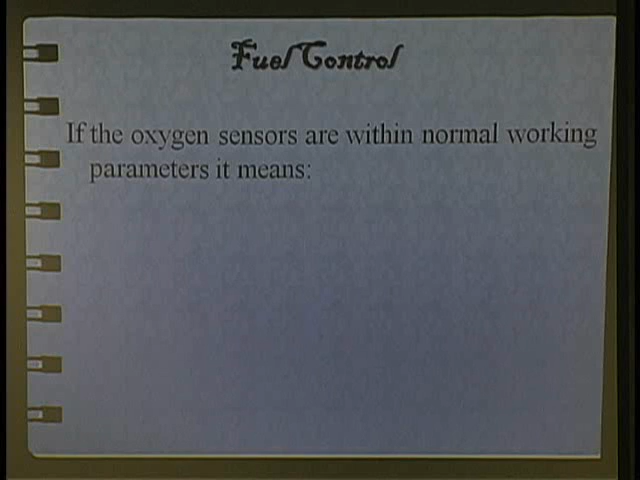 Fuel Control
If the oxygen sensors are within normal working
parameters it means: